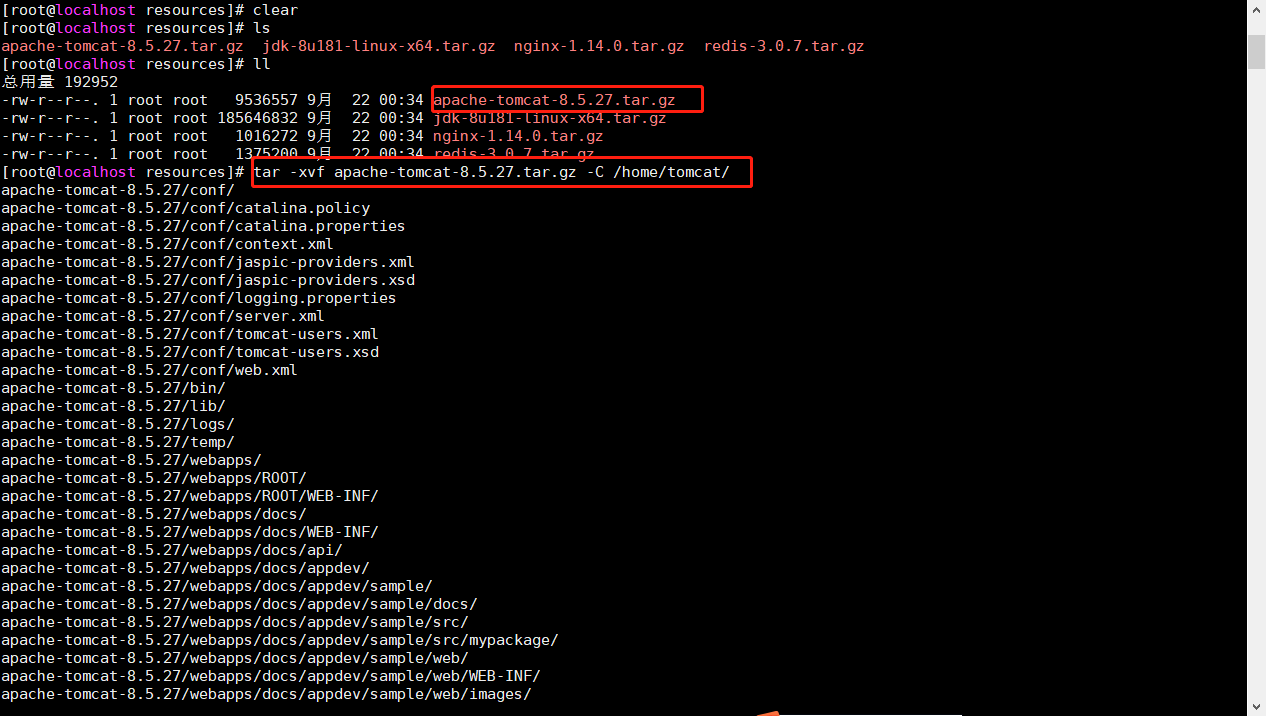 [root@localhost resources]# clear
[root@localhost resources]# ls
apache-tomcat-8.5.27.tar.gz  jdk-8u181-linux-x64.tar.gz  nginx-1.14.0.tar.gz  redis-3.0.7.tar.gz
[root@localhost resources]# ll
总用量 192952
-rw-r--r--. 1 root root   9536557 9月  22 00:34 apache-tomcat-8.5.27.tar.gz
-rw-r--r--. 1 root root 185646832 9月  22 00:34 jdk-8u181-linux-x64.tar.gz
-rw-r--r--. 1 root root   1016272 9月  22 00:34 nginx-1.14.0.tar.gz
-rw-r--r--. 1 root root   1375200 9月  22 00:34 redis-3.0.7.tar.gz
[root@localhost resources]# tar -xvf apache-tomcat-8.5.27.tar.gz -C /home/tomcat/
apache-tomcat-8.5.27/conf/
apache-tomcat-8.5.27/conf/catalina.policy
apache-tomcat-8.5.27/conf/catalina.properties
apache-tomcat-8.5.27/conf/context.xml
apache-tomcat-8.5.27/conf/jaspic-providers.xml
apache-tomcat-8.5.27/conf/jaspic-providers.xsd
apache-tomcat-8.5.27/conf/logging.properties
apache-tomcat-8.5.27/conf/server.xml
apache-tomcat-8.5.27/conf/tomcat-users.xml
apache-tomcat-8.5.27/conf/tomcat-users.xsd
apache-tomcat-8.5.27/conf/web.xml
apache-tomcat-8.5.27/bin/
apache-tomcat-8.5.27/lib/
apache-tomcat-8.5.27/logs/
apache-tomcat-8.5.27/temp/
apache-tomcat-8.5.27/webapps/
apache-tomcat-8.5.27/webapps/ROOT/
apache-tomcat-8.5.27/webapps/ROOT/WEB-INF/
apache-tomcat-8.5.27/webapps/docs/
apache-tomcat-8.5.27/webapps/docs/WEB-INF/
apache-tomcat-8.5.27/webapps/docs/api/
apache-tomcat-8.5.27/webapps/docs/appdev/
apache-tomcat-8.5.27/webapps/docs/appdev/sample/
apache-tomcat-8.5.27/webapps/docs/appdev/sample/docs/
apache-tomcat-8.5.27/webapps/docs/appdev/sample/src/
apache-tomcat-8.5.27/webapps/docs/appdev/sample/src/mypackage/
apache-tomcat-8.5.27/webapps/docs/appdev/sample/web/
apache-tomcat-8.5.27/webapps/docs/appdev/sample/web/WEB-INF/
apache-tomcat-8.5.27/webapps/docs/appdev/sample/web/images/